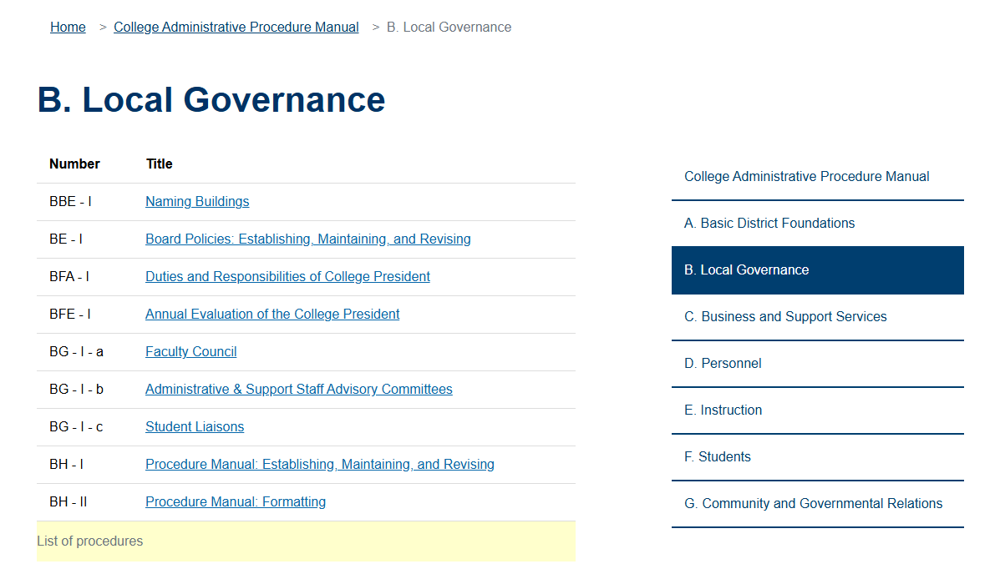 Home > College Administrative Procedure Manual > B. Local Governance
B. Local Governance
Number Title
BBE - I Naming Buildings
BE - I Board Policies: Establishing, Maintaining, and Revising
BFA - I Duties and Responsibilities of College President
BFE - I Annual Evaluation of the College President
BG - I - a Faculty Council
BG - I - b Administrative & Support Staff Advisory Committees
BG - I - c Student Liaisons
BH - I Procedure Manual: Establishing, Maintaining, and Revising
BH - II Procedure Manual: Formatting
List of procedures
College Administrative Procedure Manual
A. Basic District Foundations
B. Local Governance
C. Business and Support Services
D. Personnel
E. Instruction
F. Students
G. Community and Governmental Relations